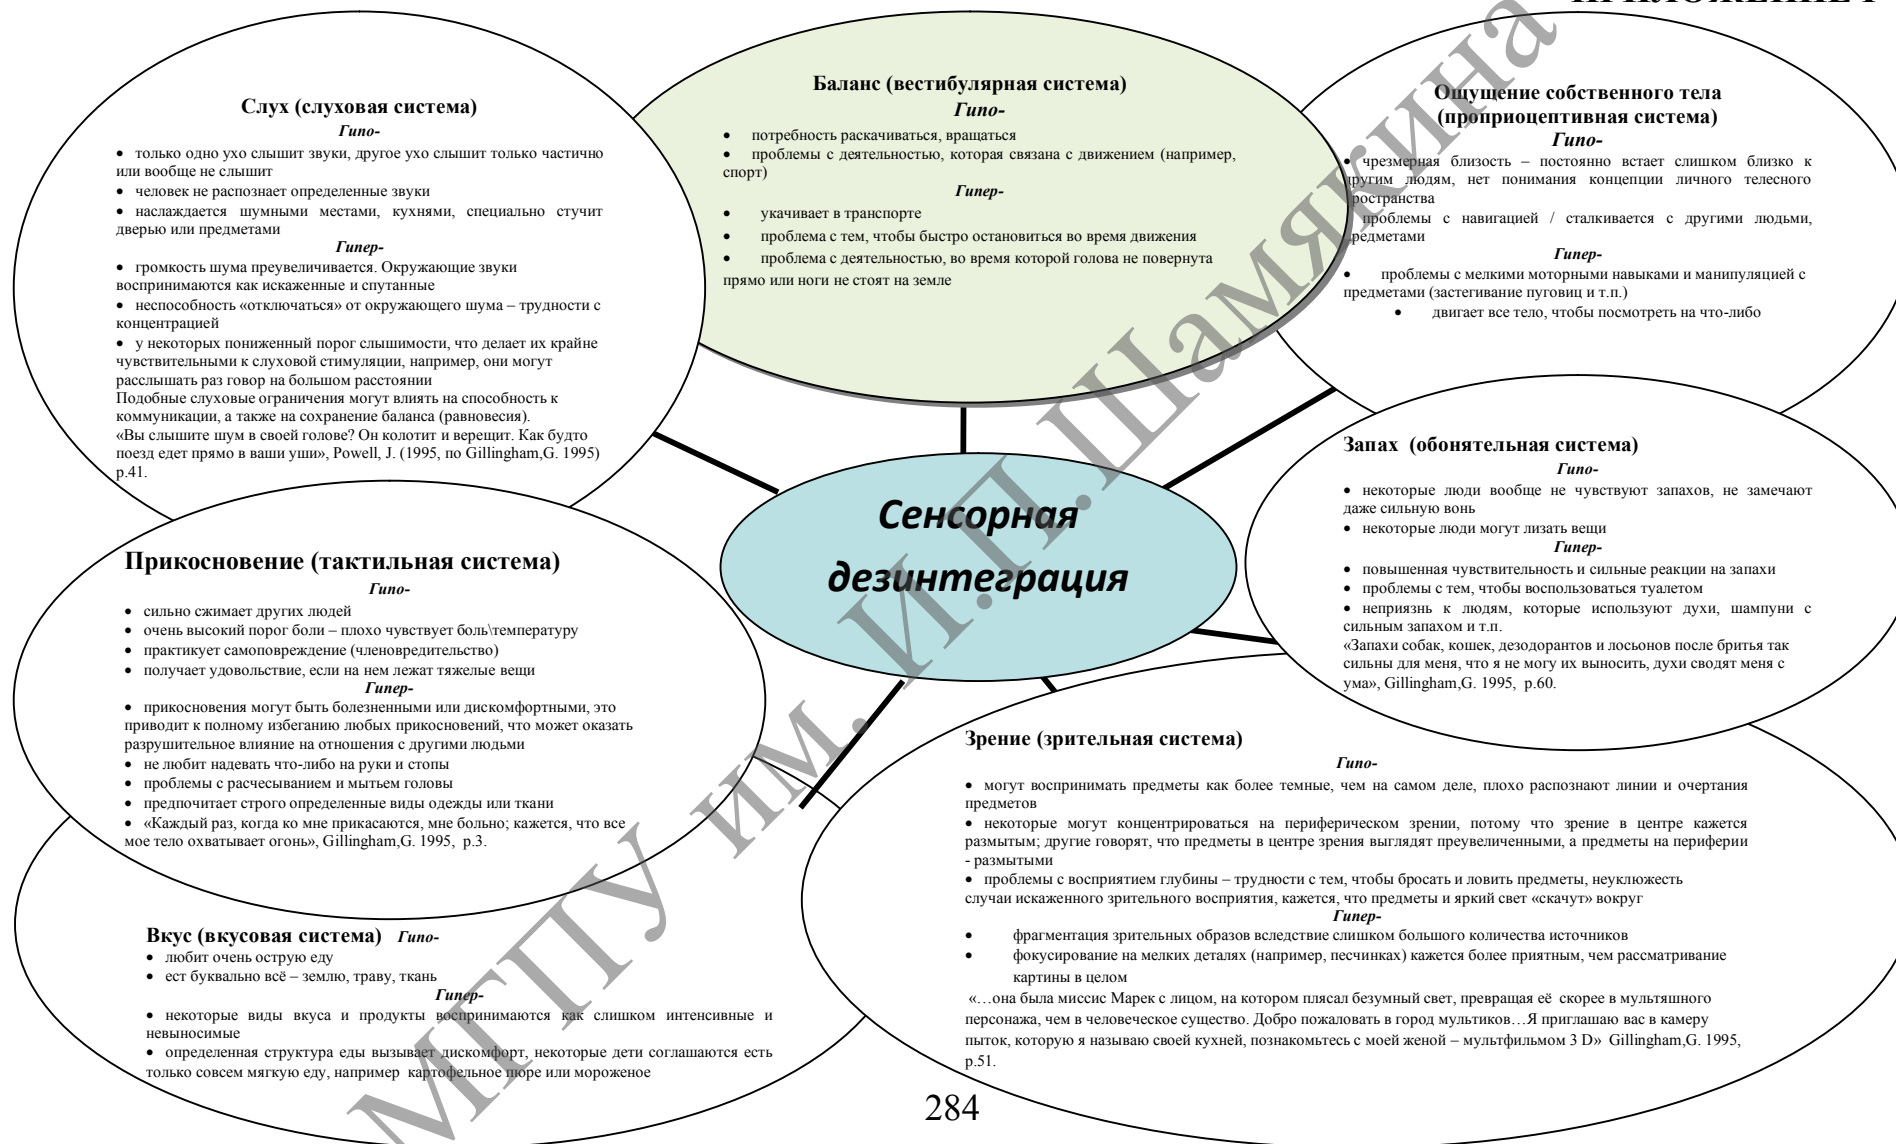 Слух (слуховая система)
Гипо-
• только одно ухо слышит звуки, другое ухо слышит только частично
или вообще не слышит
• человек не распознает определенные звуки
• наслаждается шумными местами, кухнями, специально стучит
дверью или предметами
Гипер-
• громкость шума преувеличивается. Окружающие звуки
воспринимаются как искаженные и спутанные
• неспособность «отключаться» от окружающего шума – трудности с
концентрацией
• у некоторых пониженный порог слышимости, что делает их крайне
чувствительными к слуховой стимуляции, например, они могут
расслышать раз говор на большом расстоянии
Подобные слуховые ограничения могут влиять на способность к
коммуникации, а также на сохранение баланса (равновесия).
«Вы слышите шум в своей голове? Он колотит и верещит. Как будто
поезд едет прямо в ваши уши», Powell, J. (1995, по Gillingham,G. 1995)
p.41.
Баланс (вестибулярная система)
Гипо-
• потребность раскачиваться, вращаться
• проблемы с деятельностью, которая связана с движением (например,
спорт)
Гипер-
• укачивает в транспорте
• проблема с тем, чтобы быстро остановиться во время движения
• проблема с деятельностью, во время которой голова не повернута
прямо или ноги не стоят на земле
Ощущение собственного тела
(проприоцептивная система)
Гипо-
• чрезмерная близость – постоянно встает слишком близко к
другим людям, нет понимания концепции личного телесного
пространства
проблемы с навигацией / сталкивается с другими людьми,
предметами
Гипер-
• проблемы с мелкими моторными навыками и манипуляцией с
предметами (застегивание пуговиц и т.п.)
• двигает все тело, чтобы посмотреть на что-либо
Запах (обонятельная система)
Гипо-
• некоторые люди вообще не чувствуют запахов, не замечают
даже сильную вонь
• некоторые люди могут лизать вещи
Гипер-
• повышенная чувствительность и сильные реакции на запахи
• проблемы с тем, чтобы воспользоваться туалетом
• неприязнь к людям, которые используют духи, шампуни с
сильным запахом и т.п.
«Запахи собак, кошек, дезодорантов и лосьонов после бритья так
сильны для меня, что я не могу их выносить, духи сводят меня с
ума», Gillingham,G. 1995, p.60.
Сенсорная
дезинтеграция
Прикосновение (тактильная система)
Гипо-
• сильно сжимает других людей
• очень высокий порог боли – плохо чувствует боль\температуру
• практикует самоповреждение (членовредительство)
• получает удовольствие, если на нем лежат тяжелые вещи
Гипер-
• прикосновения могут быть болезненными или дискомфортными, это
приводит к полному избеганию любых прикосновений, что может оказать
разрушительное влияние на отношения с другими людьми
• не любит надевать что-либо на руки и стопы
• проблемы с расчесыванием и мытьем головы
• предпочитает строго определенные виды одежды или ткани
• «Каждый раз, когда ко мне прикасаются, мне больно; кажется, что все
мое тело охватывает огонь», Gillingham,G. 1995, p.3.
Зрение (зрительная система)
Гипо-
• могут воспринимать предметы как более темные, чем на самом деле, плохо распознают линии и очертания
предметов
• некоторые могут концентрироваться на периферическом зрении, потому что зрение в центре кажется
размытым; другие говорят, что предметы в центре зрения выглядят преувеличенными, а предметы на периферии
- размытыми
• проблемы с восприятием глубины – трудности с тем, чтобы бросать и ловить предметы, неуклюжесть
случаи искаженного зрительного восприятия, кажется, что предметы и яркий свет «скачут» вокруг
Гипер-
• фрагментация зрительных образов вследствие слишком большого количества источников
• фокусирование на мелких деталях (например, песчинках) кажется более приятным, чем рассматривание
картины в целом
«…она была миссис Марек с лицом, на котором плясал безумный свет, превращая её скорее в мультяшного
персонажа, чем в человеческое существо. Добро пожаловать в город мультиков…Я приглашаю вас в камеру
пыток, которую я называю своей кухней, познакомьтесь с моей женой – мультфильмом 3 D» Gillingham,G. 1995,
p.51.
Вкус (вкусовая система) Гипо-
• любит очень острую еду
• ест буквально всё – землю, траву, ткань
Гипер-
• некоторые виды вкуса и продукты воспринимаются как слишком интенсивные и
невыносимые
• определенная структура еды вызывает дискомфорт, некоторые дети соглашаются есть
только совсем мягкую еду, например картофельное пюре или мороженое
284
МГПУ им. И.П.Шамякина